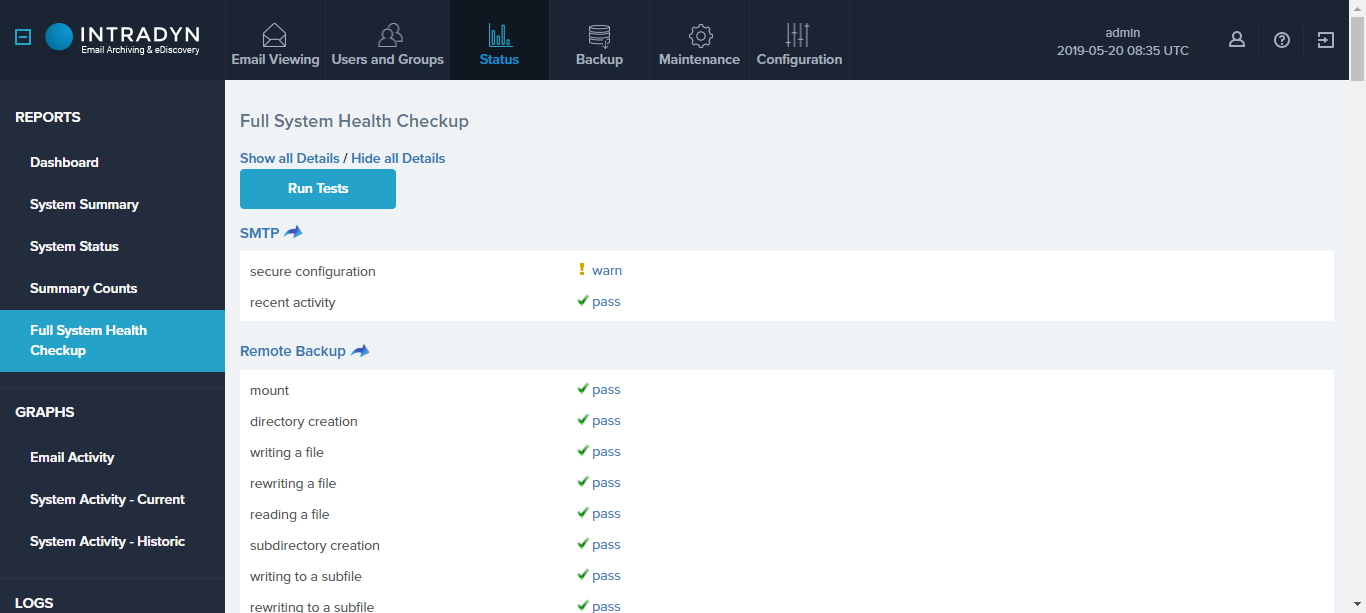 INTRADYN
Email Archiving & eDiscovery
Email Viewing
Users and Groups
Status
Backup
Maintenance
Configuration
admin
2019-05-20 08:35 UTC
REPORTS
Dashboard
System Summary
System Status
Summary Counts
Full System Health
Checkup
GRAPHS
Email Activity
System Activity - Current
System Activity - Historic
LOGS
Full System Health Checkup
Show all Details / Hide all Details
Run Tests
SMTP
secure configuration warn
recent activity pass
Remote Backup
mount pass
directory creation pass
writing a file pass
rewriting a file pass
reading a file pass
subdirectory creation pass
writing to a subfile pass
rewriting to a subfile pass